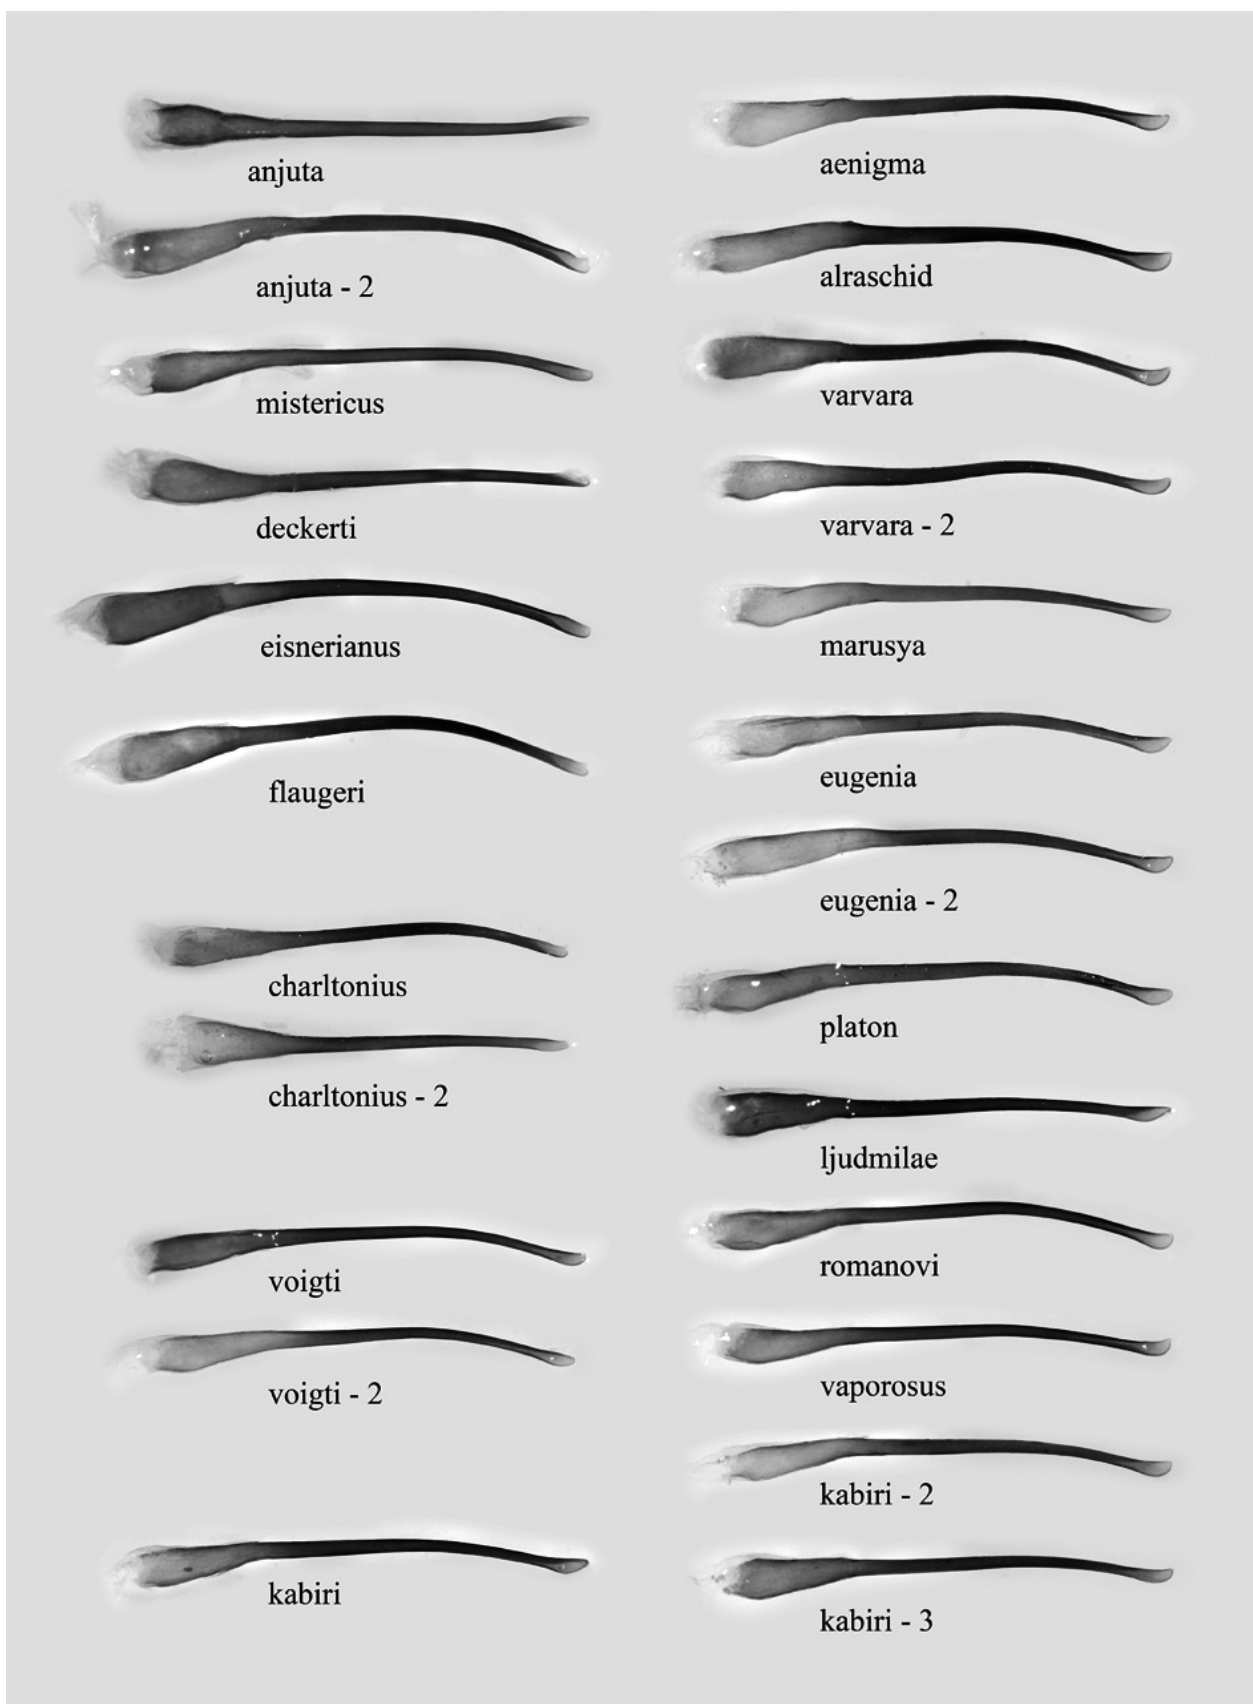 anjuta
anjuta - 2
mistericus
deckerti
eisnerianus
flaugeri
charltonius
charltonius - 2
voigti
voigti - 2
kabiri
aenigma
alraschid
varvara
varvara - 2
marusya
eugenia
eugenia - 2
platon
ljudmilae
romanovi
vaporosus
kabiri - 2
kabiri - 3